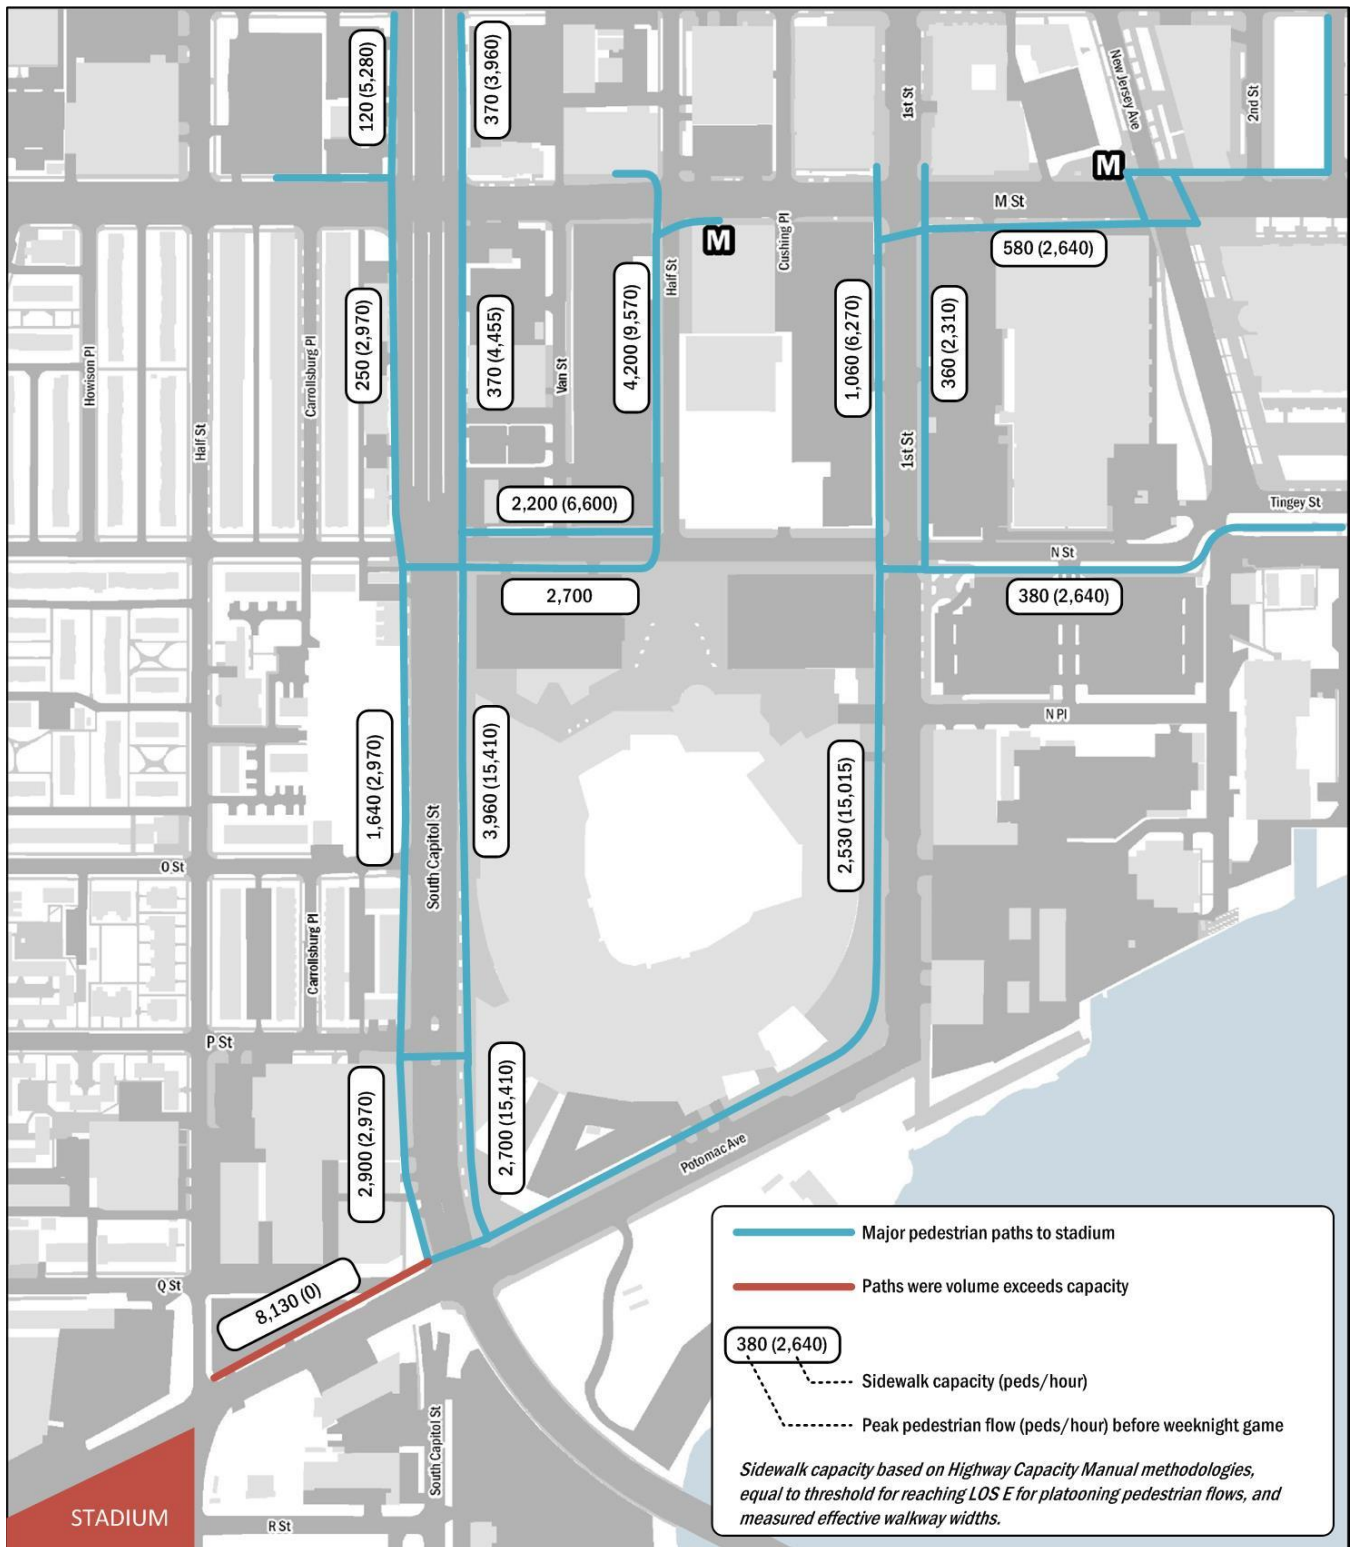 120 (5,280)
370 (3,960)
1st St
New Jersey Ave
2nd St
M
M St
M
Cushing Pl
Half St
580 (2,640)
250 (2,970)
370 (4,455)
4,200 (9,570)
1,060 (6,270)
360 (2,310)
Howison Pl
Half St
Carrollsburg Pl
Van St
1st St
2,200 (6,600)
Tingey St
N St
2,700
380 (2,640)
N Pl
1,640 (2,970)
3,960 (15,410)
2,530 (15,015)
South Capitol St
O St
Carrollsburg Pl
P St
2,900 (2,970)
2,700 (15,410)
Potomac Ave
Q St
8,130 (0)
South Capitol St
R St
STADIUM
Major pedestrian paths to stadium
Paths were volume exceeds capacity
380 (2,640)
Sidewalk capacity (peds/hour)
Peak pedestrian flow (peds/hour) before weeknight game
Sidewalk capacity based on Highway Capacity Manual methodologies,
equal to threshold for reaching LOS E for platooning pedestrian flows, and
measured effective walkway widths.